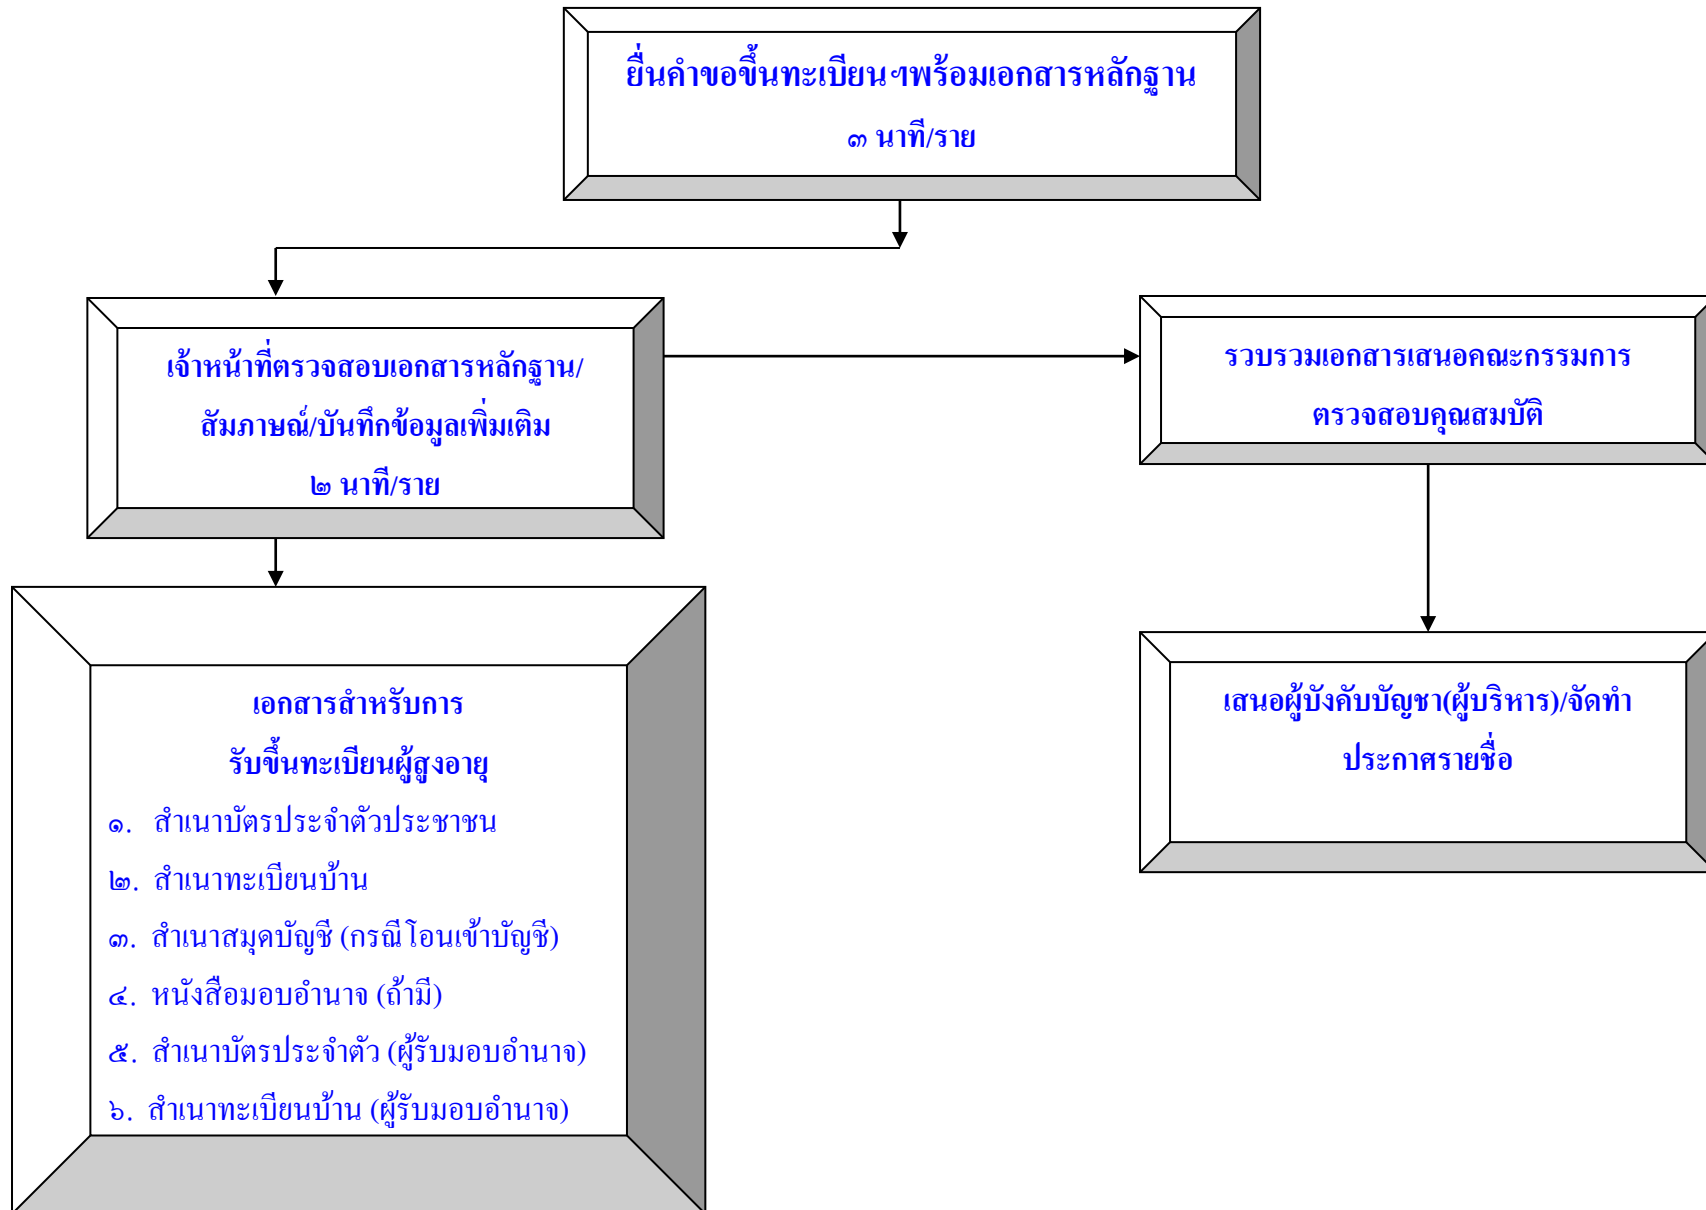 ยื่นคำขอขึ้นทะเบียนฯพร้อมเอกสารหลักฐาน
๓ นาที/ราย
เจ้าหน้าที่ตรวจสอบเอกสารหลักฐาน/
สัมภาษณ์/บันทึกข้อมูลเพิ่มเติม
๒ นาที/ราย
รวบรวมเอกสารเสนอคณะกรรมการ
ตรวจสอบคุณสมบัติ
เอกสารสำหรับการ
รับขึ้นทะเบียนผู้สูงอายุ
๑. สำเนาบัตรประจำตัวประชาชน
๒. สำเนาทะเบียนบ้าน
๓. สำเนาสมุดบัญชี (กรณีโอนเข้าบัญชี)
๔. หนังสือมอบอำนาจ (ถ้ามี)
๕. สำเนาบัตรประจำตัว (ผู้รับมอบอำนาจ)
๖. สำเนาทะเบียนบ้าน (ผู้รับมอบอำนาจ)
เสนอผู้บังคับบัญชา(ผู้บริหาร)/จัดทำ
ประกาศรายชื่อ